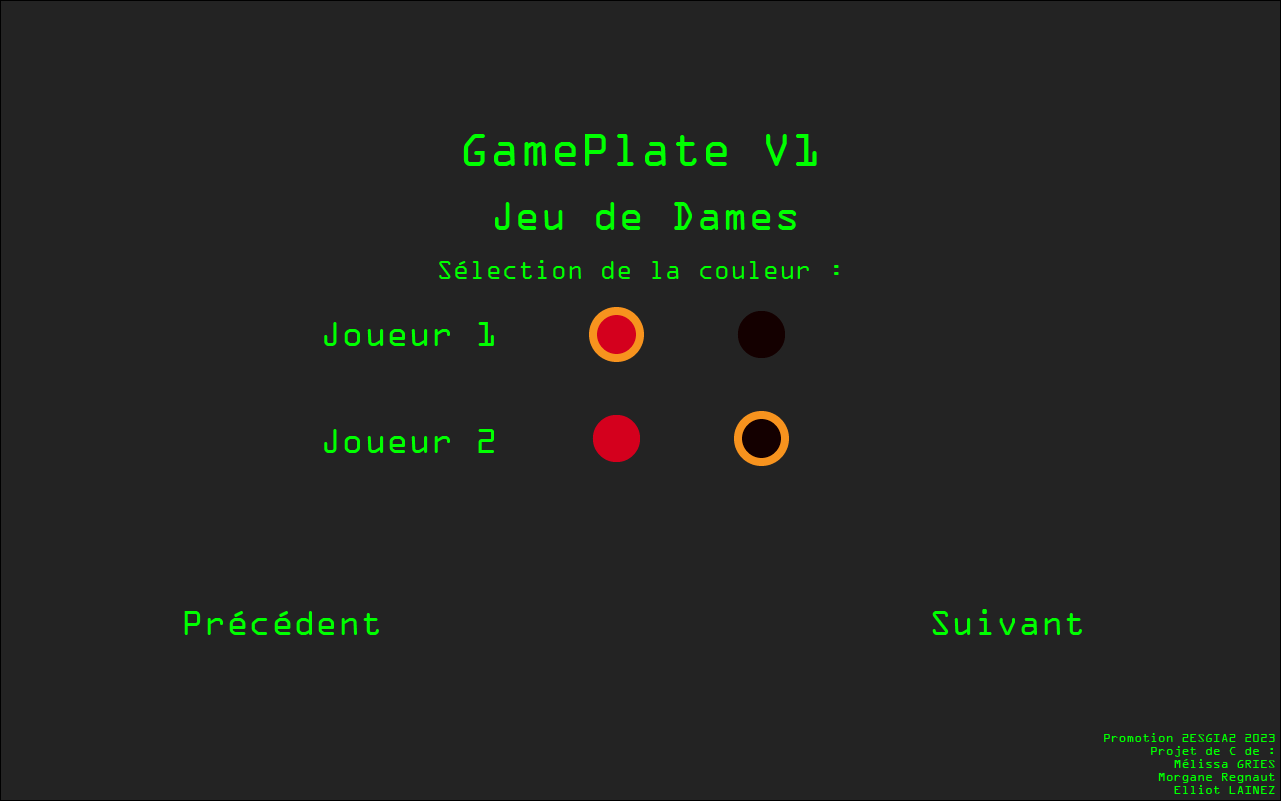 GamePlate V1
Jeu de Dames
Sélection de la couleur :
Joueur 1
Joueur 2
Précédent
Suivant
Promotion 2ESGIA2 2023
Projet de C de :
Mélissa GRIES
Morgane Regnaut
Elliot LAINEZ